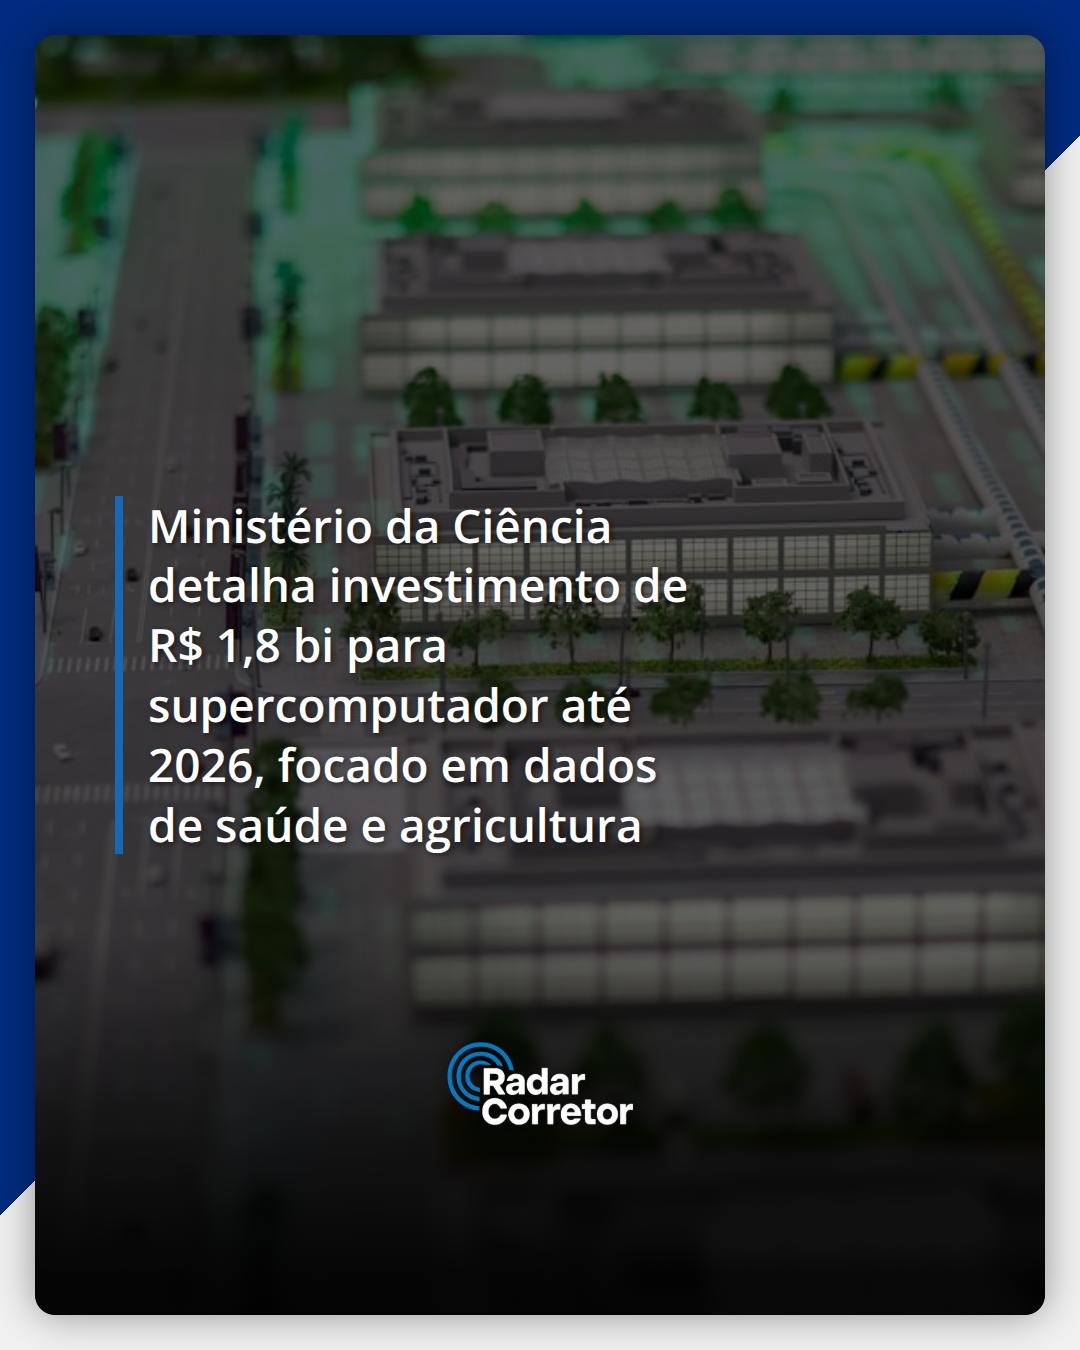 Ministério da Ciência
detalha investimento de
R$ 1,8 bi para
supercomputador até
2026, focado em dados
de saúde e agricultura
Radar
Corretor